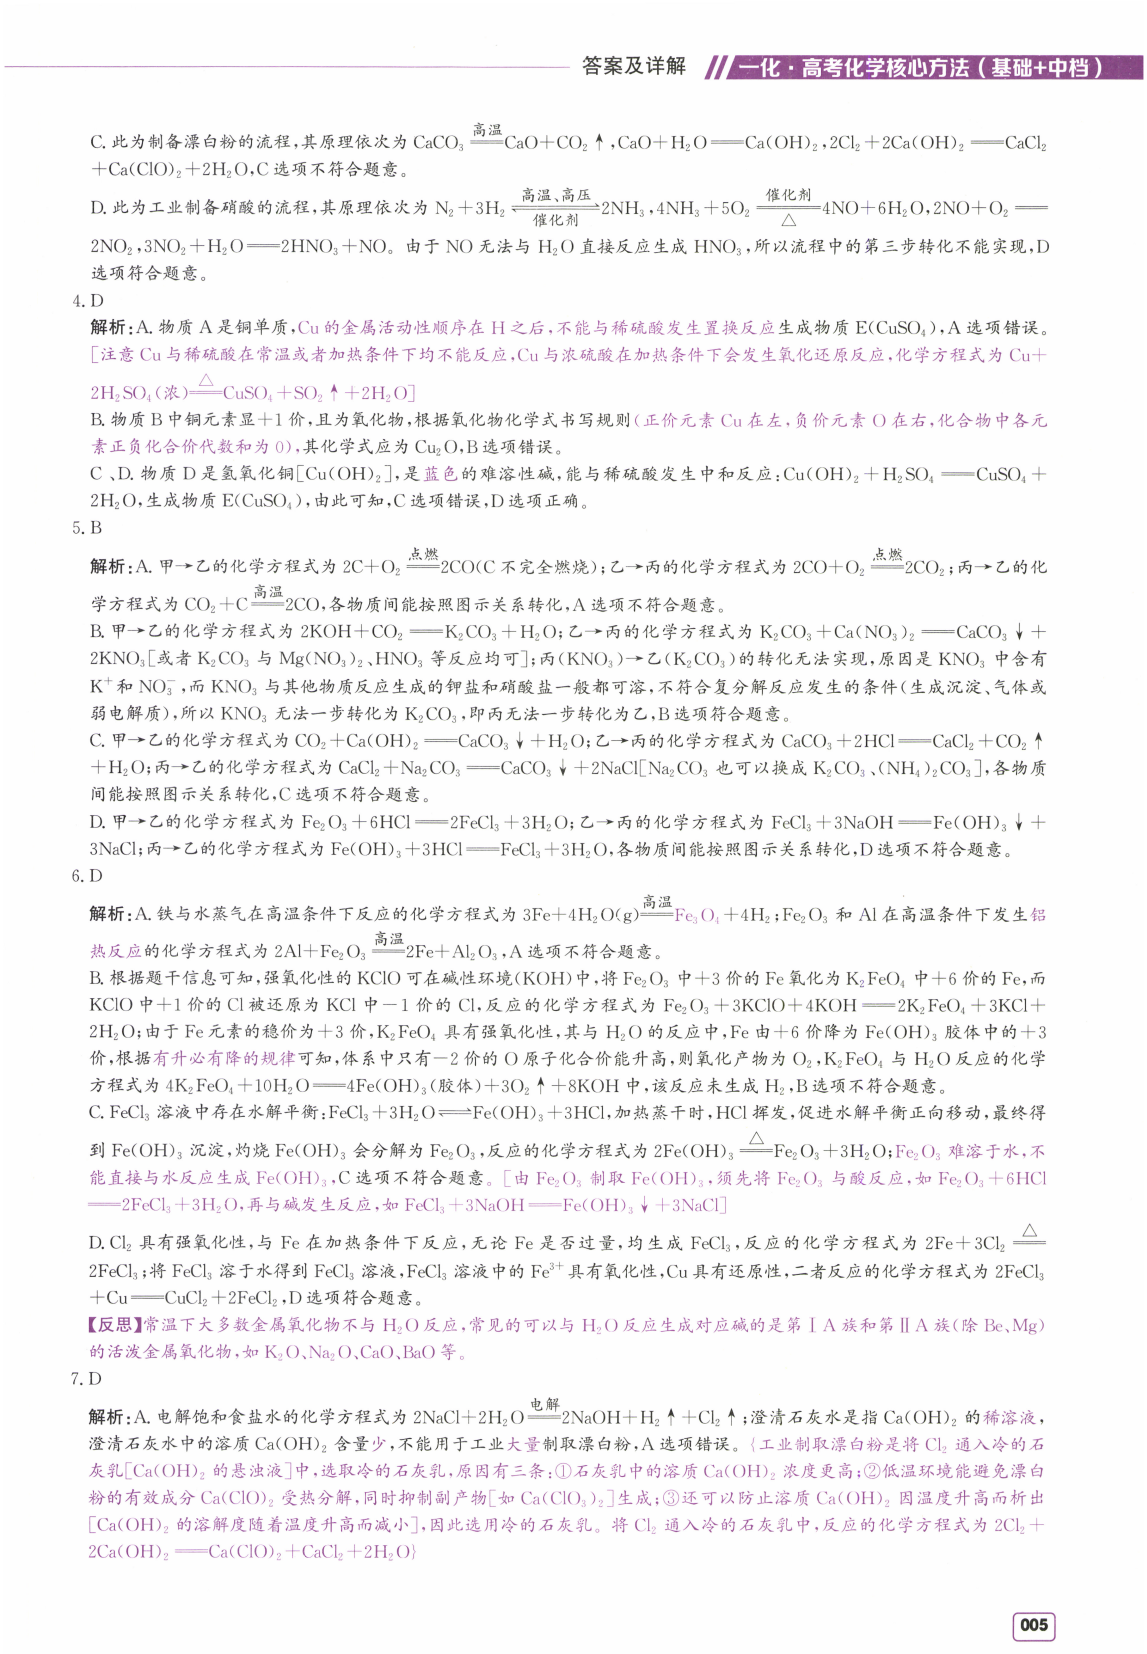 答案及详解 一化·高考化学核心方法(基础+中档)
C. 此为制备漂白粉的流程,其原理依次为 CaCO₃ =高温= CaO+CO₂↑,CaO+H₂O══Ca(OH)₂,2Cl₂+2Ca(OH)₂══CaCl₂
+Ca(ClO)₂+2H₂O,C 选项不符合题意。
D. 此为工业制备硝酸的流程,其原理依次为 N₂+3H₂ ⇌(高温、高压/催化剂) 2NH₃,4NH₃+5O₂ =催化剂/△= 4NO+6H₂O,2NO+O₂══
2NO₂,3NO₂+H₂O══2HNO₃+NO。由于 NO 无法与 H₂O 直接反应生成 HNO₃,所以流程中的第三步转化不能实现,D
选项符合题意。
4. D
解析:A. 物质 A 是铜单质,Cu 的金属活动性顺序在 H 之后,不能与稀硫酸发生置换反应生成物质 E(CuSO₄),A 选项错误。
[注意 Cu 与稀硫酸在常温或者加热条件下均不能反应,Cu 与浓硫酸在加热条件下会发生氧化还原反应,化学方程式为 Cu+
2H₂SO₄(浓) =△= CuSO₄+SO₂↑+2H₂O]
B. 物质 B 中铜元素显+1 价,且为氧化物,根据氧化物化学式书写规则(正价元素 Cu 在左,负价元素 O 在右,化合物中各元
素正负化合价代数和为 0),其化学式应为 Cu₂O,B 选项错误。
C 、D. 物质 D 是氢氧化铜[Cu(OH)₂],是蓝色的难溶性碱,能与稀硫酸发生中和反应:Cu(OH)₂+H₂SO₄══CuSO₄+
2H₂O,生成物质 E(CuSO₄),由此可知,C 选项错误,D 选项正确。
5. B
解析:A. 甲→乙的化学方程式为 2C+O₂ =点燃= 2CO(C 不完全燃烧);乙→丙的化学方程式为 2CO+O₂ =点燃= 2CO₂;丙→乙的化
学方程式为 CO₂+C =高温= 2CO,各物质间能按照图示关系转化,A 选项不符合题意。
B. 甲→乙的化学方程式为 2KOH+CO₂══K₂CO₃+H₂O;乙→丙的化学方程式为 K₂CO₃+Ca(NO₃)₂══CaCO₃↓+
2KNO₃[或者 K₂CO₃ 与 Mg(NO₃)₂、HNO₃ 等反应均可];丙(KNO₃)→乙(K₂CO₃)的转化无法实现,原因是 KNO₃ 中含有
K⁺和 NO₃⁻,而 KNO₃ 与其他物质反应生成的钾盐和硝酸盐一般都可溶,不符合复分解反应发生的条件(生成沉淀、气体或
弱电解质),所以 KNO₃ 无法一步转化为 K₂CO₃,即丙无法一步转化为乙,B 选项符合题意。
C. 甲→乙的化学方程式为 CO₂+Ca(OH)₂══CaCO₃↓+H₂O;乙→丙的化学方程式为 CaCO₃+2HCl══CaCl₂+CO₂↑
+H₂O;丙→乙的化学方程式为 CaCl₂+Na₂CO₃══CaCO₃↓+2NaCl[Na₂CO₃ 也可以换成 K₂CO₃、(NH₄)₂CO₃],各物质
间能按照图示关系转化,C 选项不符合题意。
D. 甲→乙的化学方程式为 Fe₂O₃+6HCl══2FeCl₃+3H₂O;乙→丙的化学方程式为 FeCl₃+3NaOH══Fe(OH)₃↓+
3NaCl;丙→乙的化学方程式为 Fe(OH)₃+3HCl══FeCl₃+3H₂O,各物质间能按照图示关系转化,D 选项不符合题意。
6. D
解析:A. 铁与水蒸气在高温条件下反应的化学方程式为 3Fe+4H₂O(g) =高温= Fe₃O₄+4H₂;Fe₂O₃ 和 Al 在高温条件下发生铝
热反应的化学方程式为 2Al+Fe₂O₃ =高温= 2Fe+Al₂O₃,A 选项不符合题意。
B. 根据题干信息可知,强氧化性的 KClO 可在碱性环境(KOH)中,将 Fe₂O₃ 中+3 价的 Fe 氧化为 K₂FeO₄ 中+6 价的 Fe,而
KClO 中+1 价的 Cl 被还原为 KCl 中-1 价的 Cl,反应的化学方程式为 Fe₂O₃+3KClO+4KOH══2K₂FeO₄+3KCl+
2H₂O;由于 Fe 元素的稳价为+3 价,K₂FeO₄ 具有强氧化性,其与 H₂O 的反应中,Fe 由+6 价降为 Fe(OH)₃ 胶体中的+3
价,根据有升必有降的规律可知,体系中只有-2 价的 O 原子化合价能升高,则氧化产物为 O₂,K₂FeO₄ 与 H₂O 反应的化学
方程式为 4K₂FeO₄+10H₂O══4Fe(OH)₃(胶体)+3O₂↑+8KOH 中,该反应未生成 H₂,B 选项不符合题意。
C. FeCl₃ 溶液中存在水解平衡:FeCl₃+3H₂O⇌Fe(OH)₃+3HCl,加热蒸干时,HCl 挥发,促进水解平衡正向移动,最终得
到 Fe(OH)₃ 沉淀,灼烧 Fe(OH)₃ 会分解为 Fe₂O₃,反应的化学方程式为 2Fe(OH)₃ =△= Fe₂O₃+3H₂O;Fe₂O₃ 难溶于水,不
能直接与水反应生成 Fe(OH)₃,C 选项不符合题意。[由 Fe₂O₃ 制取 Fe(OH)₃,须先将 Fe₂O₃ 与酸反应,如 Fe₂O₃+6HCl
══2FeCl₃+3H₂O,再与碱发生反应,如 FeCl₃+3NaOH══Fe(OH)₃↓+3NaCl]
D. Cl₂ 具有强氧化性,与 Fe 在加热条件下反应,无论 Fe 是否过量,均生成 FeCl₃,反应的化学方程式为 2Fe+3Cl₂ =△=
2FeCl₃;将 FeCl₃ 溶于水得到 FeCl₃ 溶液,FeCl₃ 溶液中的 Fe³⁺具有氧化性,Cu 具有还原性,二者反应的化学方程式为 2FeCl₃
+Cu══CuCl₂+2FeCl₂,D 选项符合题意。
【反思】常温下大多数金属氧化物不与 H₂O 反应,常见的可以与 H₂O 反应生成对应碱的是第ⅠA 族和第ⅡA 族(除 Be、Mg)
的活泼金属氧化物,如 K₂O、Na₂O、CaO、BaO 等。
7. D
解析:A. 电解饱和食盐水的化学方程式为 2NaCl+2H₂O =电解= 2NaOH+H₂↑+Cl₂↑;澄清石灰水是指 Ca(OH)₂ 的稀溶液,
澄清石灰水中的溶质 Ca(OH)₂ 含量少,不能用于工业大量制取漂白粉,A 选项错误。{工业制取漂白粉是将 Cl₂ 通入冷的石
灰乳[Ca(OH)₂ 的悬浊液]中,选取冷的石灰乳,原因有三条:①石灰乳中的溶质 Ca(OH)₂ 浓度更高;②低温环境能避免漂白
粉的有效成分 Ca(ClO)₂ 受热分解,同时抑制副产物[如 Ca(ClO₃)₂]生成;③还可以防止溶质 Ca(OH)₂ 因温度升高而析出
[Ca(OH)₂ 的溶解度随着温度升高而减小],因此选用冷的石灰乳。将 Cl₂ 通入冷的石灰乳中,反应的化学方程式为 2Cl₂+
2Ca(OH)₂══Ca(ClO)₂+CaCl₂+2H₂O}
005